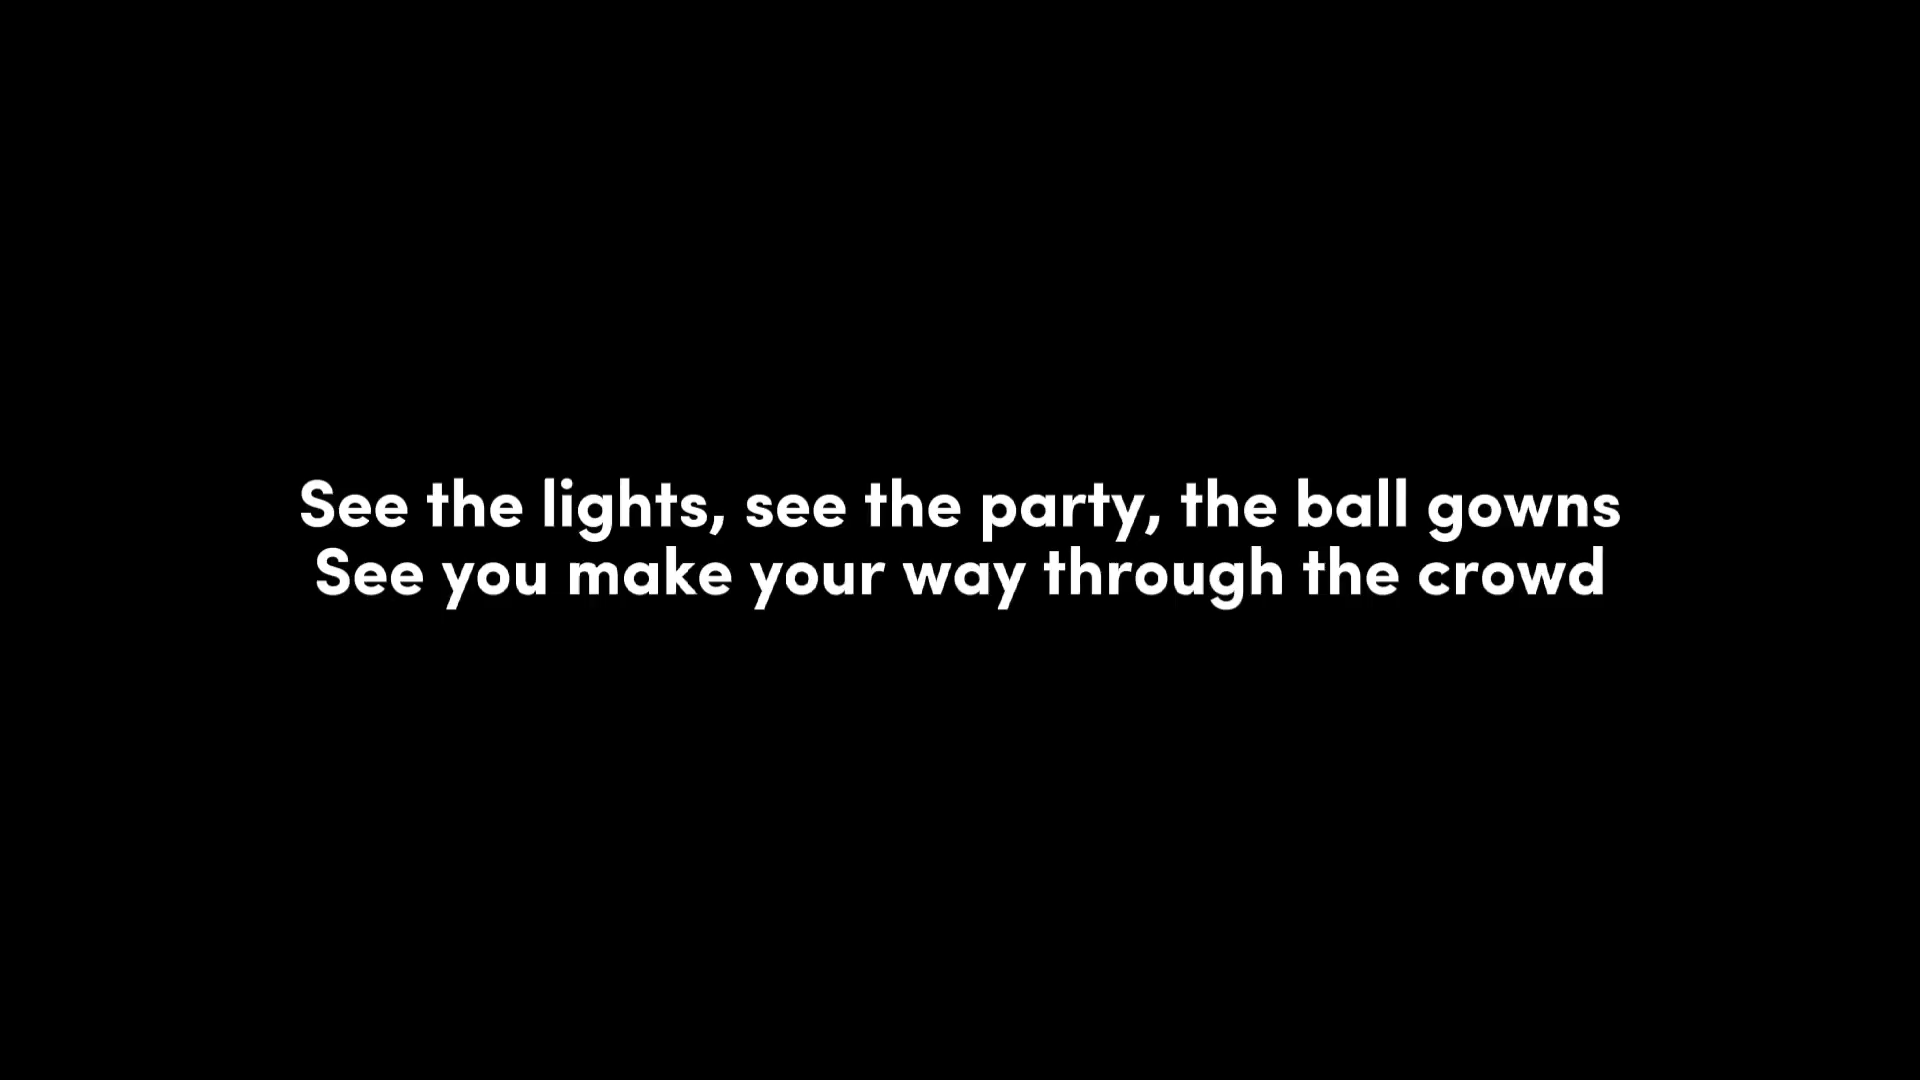 See the lights, see the party, the ball gowns
See you make your way through the crowd